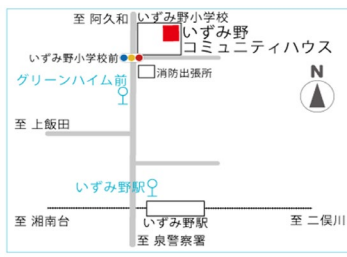 至 阿久和
いずみ野小学校
いずみ野
コミュニティハウス
いずみ野小学校前
消防出張所
グリーンハイム前
N
至 上飯田
いずみ野駅
至 湘南台
いずみ野駅
至 二俣川
至 泉警察署